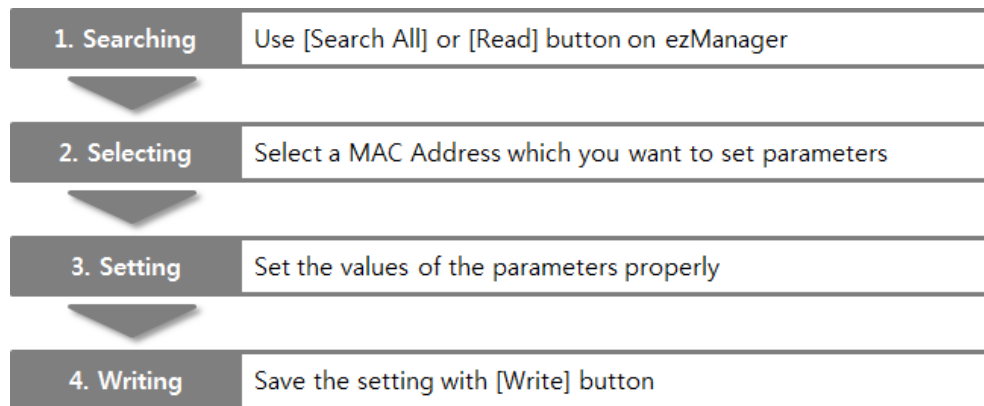 1. Searching
Use [Search All] or [Read] button on ezManager
2. Selecting
Select a MAC Address which you want to set parameters
3. Setting
Set the values of the parameters properly
4. Writing
Save the setting with [Write] button